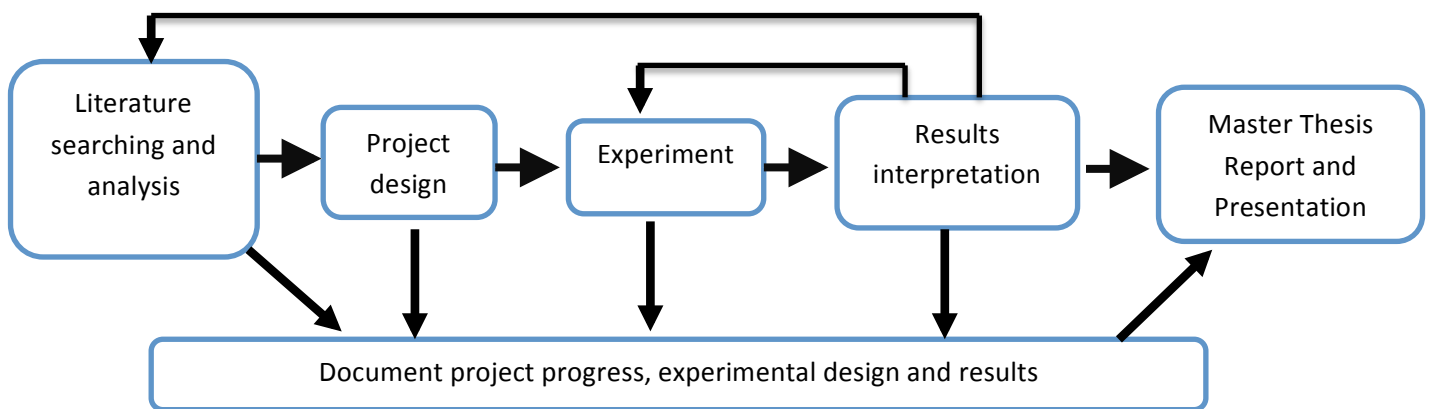 Literature
searching and
analysis
Project
design
Experiment
Results
interpretation
Master Thesis
Report and
Presentation
Document project progress, experimental design and results